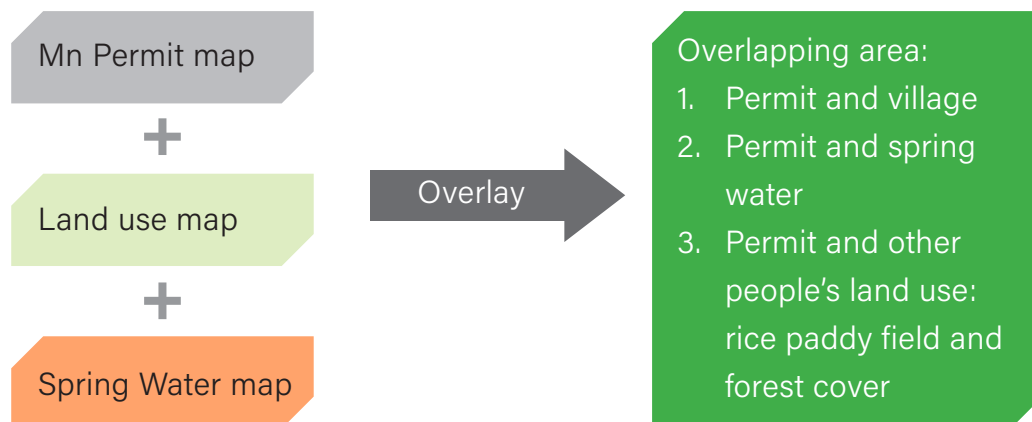 Mn Permit map
+
Land use map
+
Spring Water map
Overlay
Overlapping area:
1. Permit and village
2. Permit and spring
water
3. Permit and other
people’s land use:
rice paddy field and
forest cover